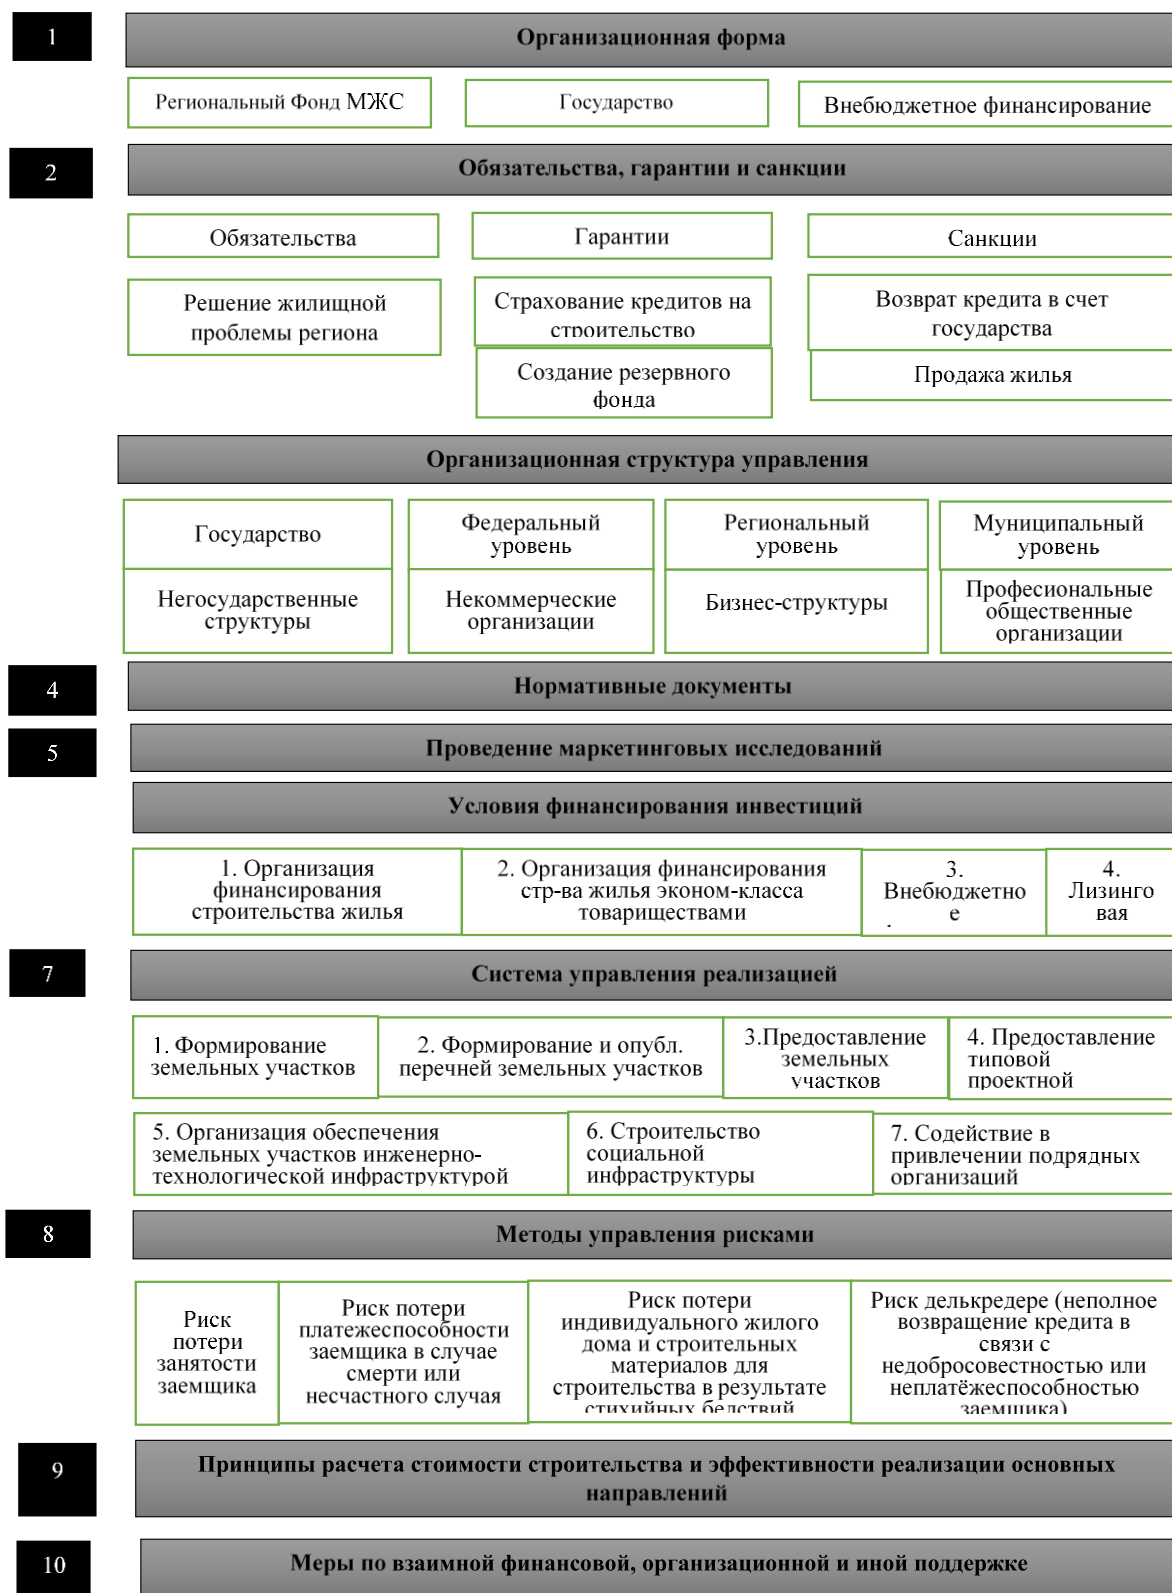 1
Организационная форма
Региональный Фонд МЖС
Государство
Внебюджетное финансирование
2
Обязательства, гарантии и санкции
Обязательства
Гарантии
Санкции
Решение жилищной
проблемы региона
Страхование кредитов на
строительство
Возврат кредита в счет
государства
Создание резервного
фонда
Продажа жилья
Организационная структура управления
Государство
Федеральный
уровень
Региональный
уровень
Муниципальный
уровень
Негосударственные
структуры
Некоммерческие
организации
Бизнес-структуры
Професиональные
общественные
организации
4
Нормативные документы
5
Проведение маркетинговых исследований
Условия финансирования инвестиций
1. Организация
финансирования
строительства жилья
2. Организация финансирования
стр-ва жилья эконом-класса
товариществами
3.
Внебюджетно
е
4.
Лизинго
вая
7
Система управления реализацией
1. Формирование
земельных участков
2. Формирование и опубл.
перечней земельных участков
3.Предоставление
земельных
участков
4. Предоставление
типовой
проектной
5. Организация обеспечения
земельных участков инженерно-
технологической инфраструктурой
6. Строительство
социальной
инфраструктуры
7. Содействие в
привлечении подрядных
организаций
8
Методы управления рисками
Риск
потери
занятости
заемщика
Риск потери
платежеспособности
заемщика в случае
смерти или
несчастного случая
Риск потери
индивидуального жилого
дома и строительных
материалов для
строительства в результате
стихийных бедствий
Риск делькредере (неполное
возвращение кредита в
связи с
недобросовестностью или
неплатёжеспособностью
заемщика)
9
Принципы расчета стоимости строительства и эффективности реализации основных
направлений
10
Меры по взаимной финансовой, организационной и иной поддержке